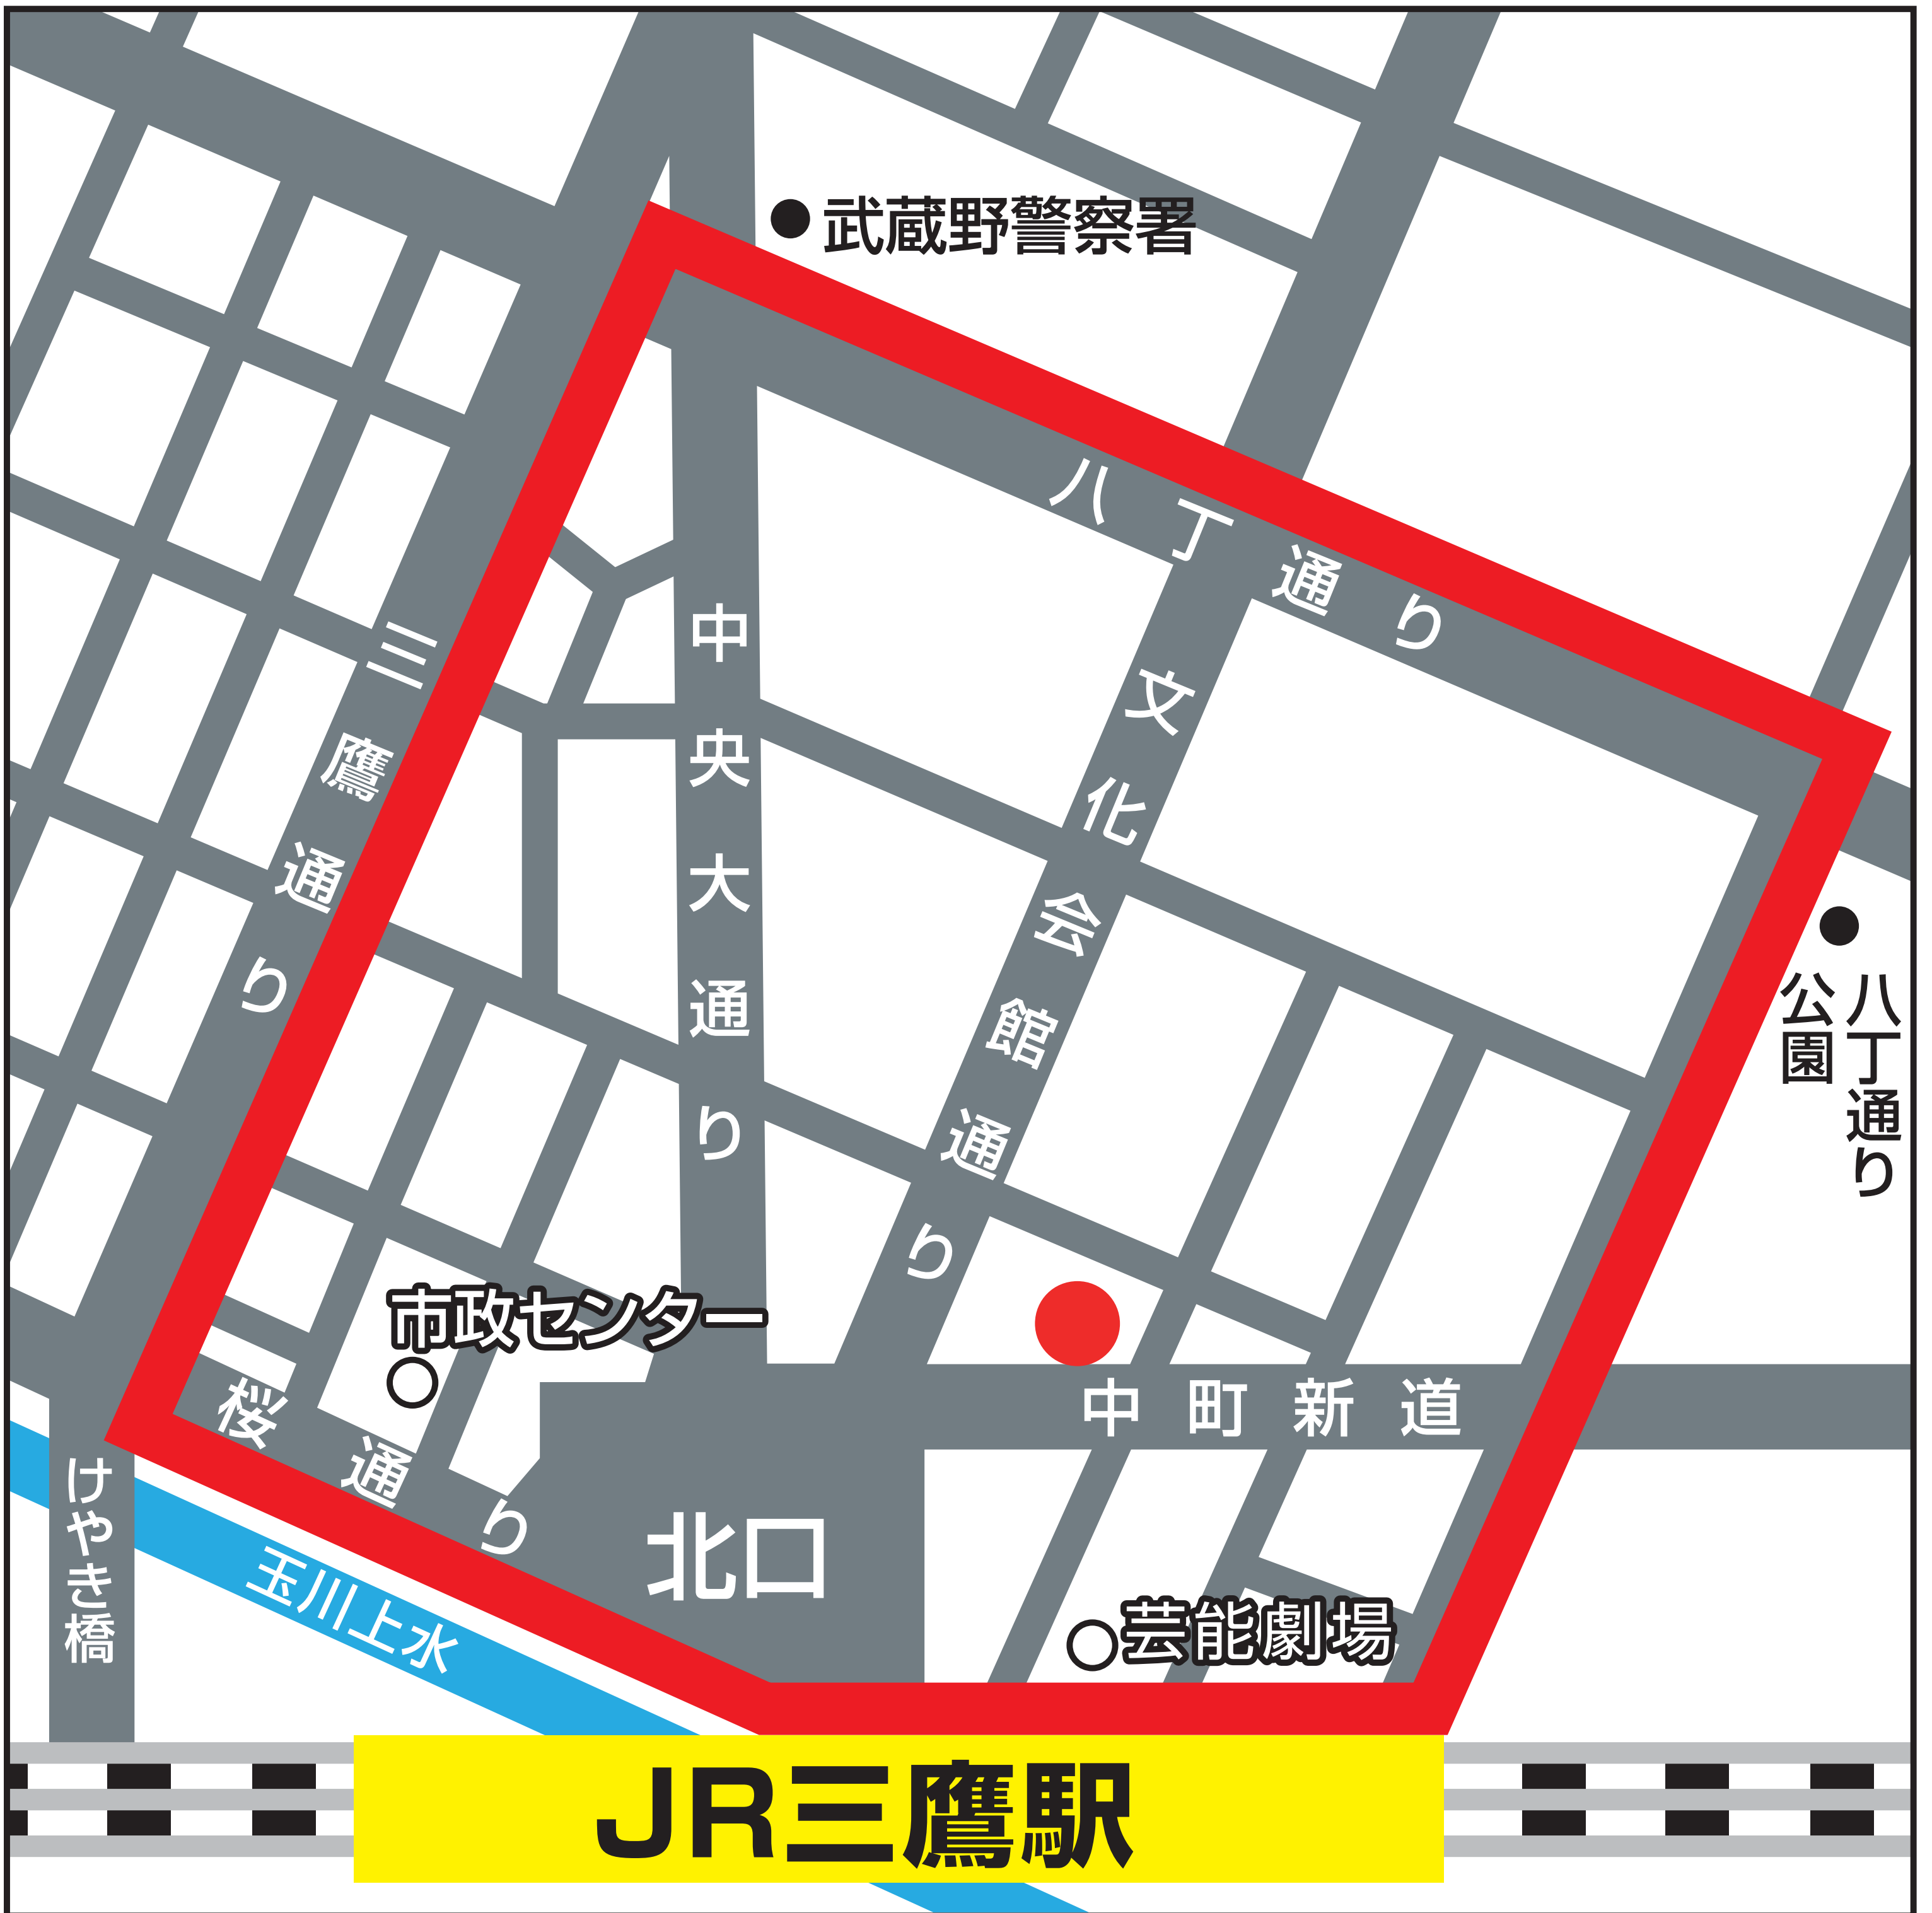 武蔵野警察署
八丁通り
三鷹通り
中央大通り
文化会館通り
八丁通り
公園
市政センター
中町新道
桜通り
けやき橋
玉川上水
北口
芸能劇場
JR三鷹駅